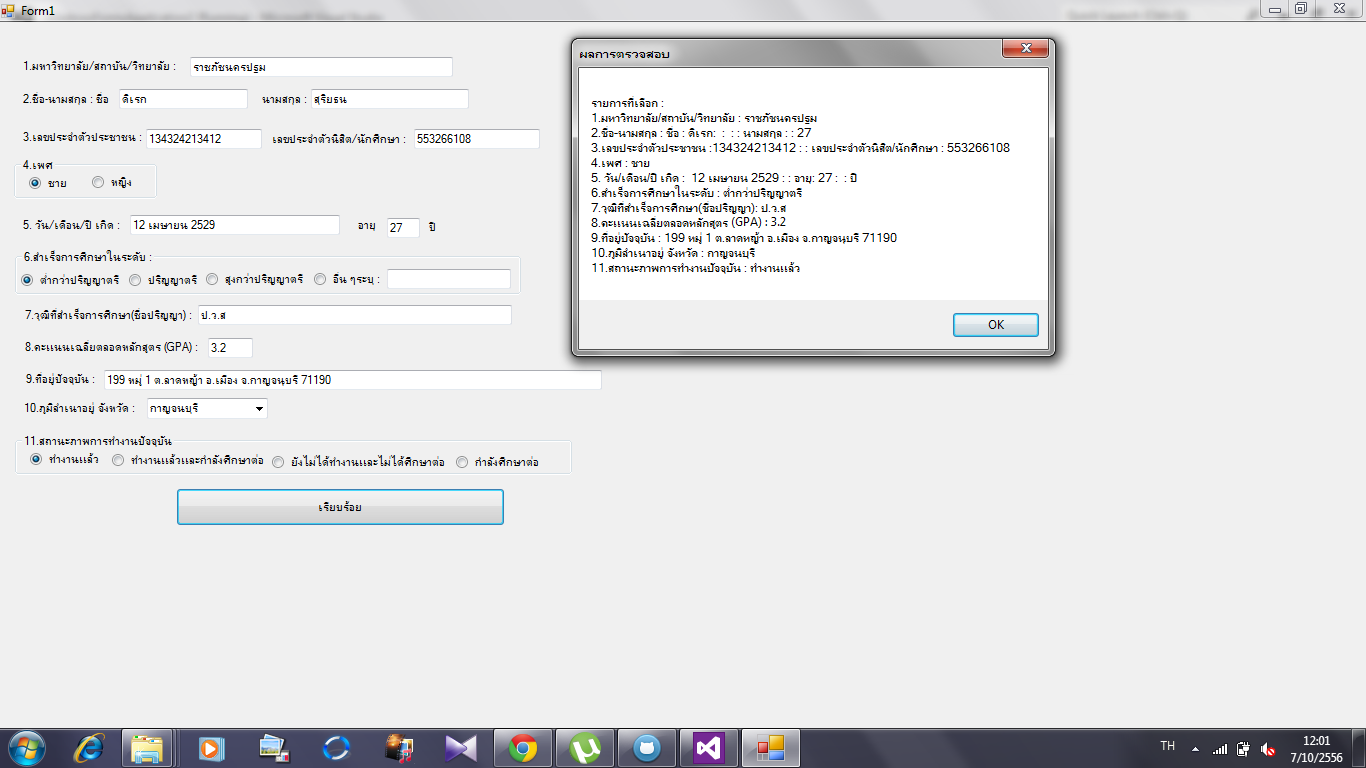 Form1
1.มหาวิทยาลัย/สถาบัน/วิทยาลัย : ราชภัชนครปฐม
2.ชื่อ-นามสกุล : ชื่อ ดิเรก นามสกุล : สุริยธน
3.เลขประจำตัวประชาชน : 134324213412 เลขประจำตัวนิสิต/นักศึกษา : 553266108
4.เพศ
ชาย หญิง
5. วัน/เดือน/ปี เกิด : 12 เมษายน 2529 อายุ 27 ปี
6.สำเร็จการศึกษาในระดับ :
ต่ำกว่าปริญญาตรี ปริญญาตรี สูงกว่าปริญญาตรี อื่น ๆระบุ :
7.วุฒิที่สำเร็จการศึกษา(ชื่อปริญญา) : ป.ว.ส
8.คะแนนเฉลี่ยตลอดหลักสูตร (GPA) : 3.2
9.ที่อยู่ปัจจุบัน : 199 หมู่ 1 ต.ลาดหญ้า อ.เมือง จ.กาญจนบุรี 71190
10.ภูมิลำเนาอยู่ จังหวัด : กาญจนบุรี
11.สถานะภาพการทำงานปัจจุบัน
ทำงานแล้ว ทำงานแล้วและกำลังศึกษาต่อ ยังไม่ได้ทำงานและไม่ได้ศึกษาต่อ กำลังศึกษาต่อ
เรียบร้อย
ผลการตรวจสอบ
รายการที่เลือก :
1.มหาวิทยาลัย/สถาบัน/วิทยาลัย : ราชภัชนครปฐม
2.ชื่อ-นามสกุล : ชื่อ : ดิเรก: : : : นามสกุล : : 27
3.เลขประจำตัวประชาชน :134324213412 : : เลขประจำตัวนิสิต/นักศึกษา : 553266108
4.เพศ : ชาย
5. วัน/เดือน/ปี เกิด : 12 เมษายน 2529 : : อายุ: 27 : : ปี
6.สำเร็จการศึกษาในระดับ : ต่ำกว่าปริญญาตรี
7.วุฒิที่สำเร็จการศึกษา(ชื่อปริญญา): ป.ว.ส
8.คะแนนเฉลี่ยตลอดหลักสูตร (GPA) : 3.2
9.ที่อยู่ปัจจุบัน : 199 หมู่ 1 ต.ลาดหญ้า อ.เมือง จ.กาญจนบุรี 71190
10.ภูมิลำเนาอยู่ จังหวัด : กาญจนบุรี
11.สถานะภาพการทำงานปัจจุบัน : ทำงานแล้ว
OK
TH
12:01
7/10/2556